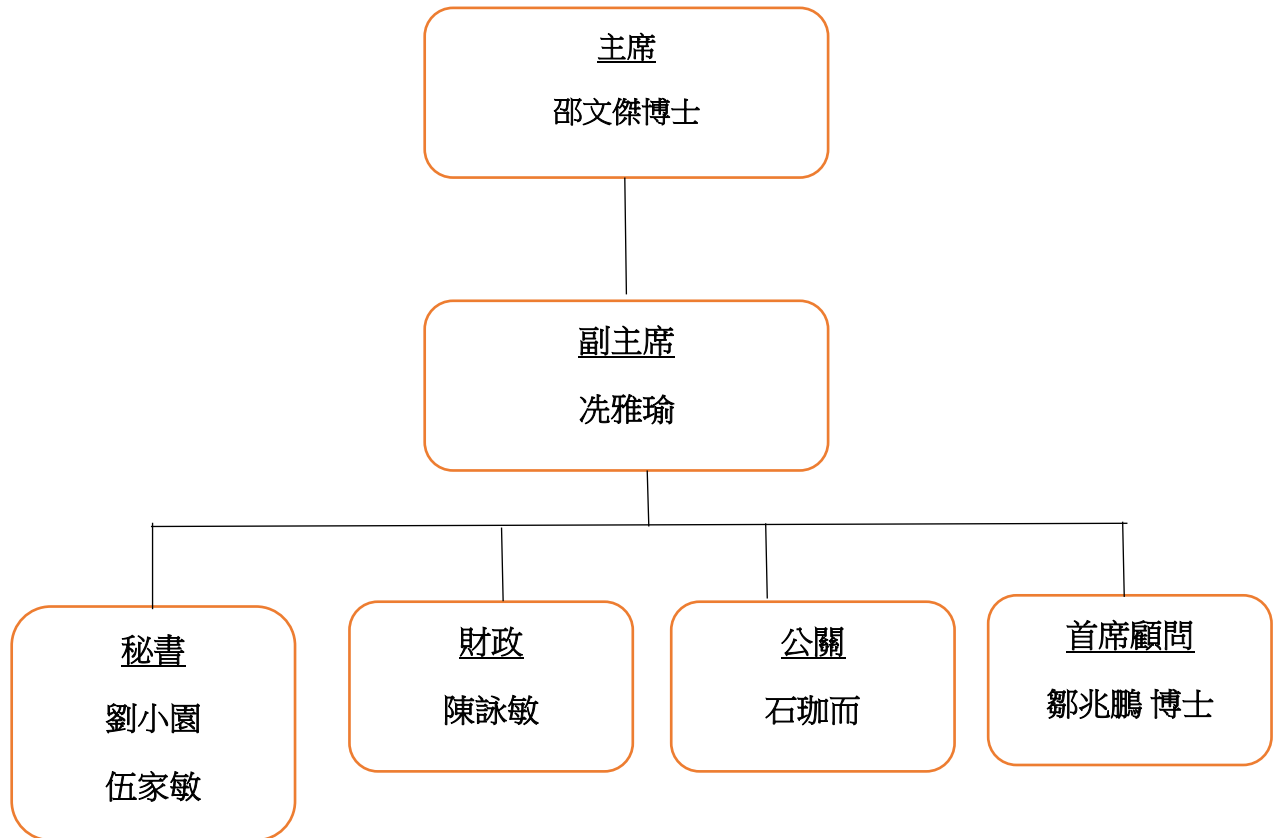 主席
邵文傑博士
副主席
冼雅瑜
秘書
劉小園
伍家敏
財政
陳詠敏
公關
石珈而
首席顧問
鄒兆鵬 博士